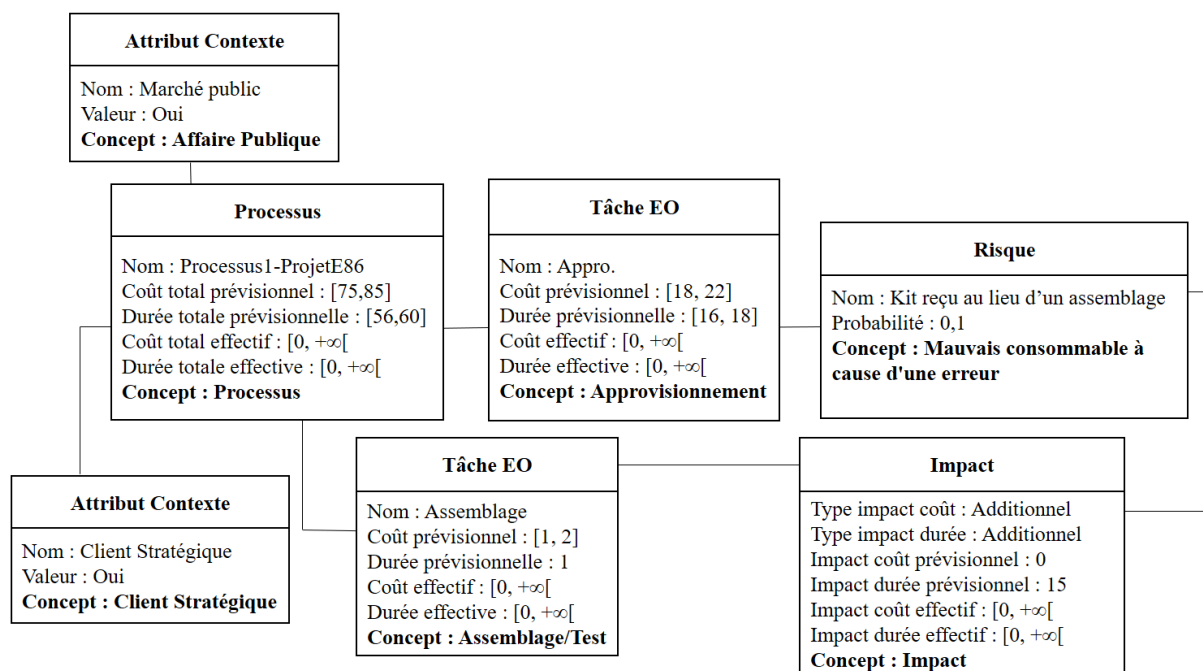 Attribut Contexte
Nom : Marché public
Valeur : Oui
Concept : Affaire Publique
Processus
Nom : Processus1-ProjetE86
Coût total prévisionnel : [75,85]
Durée totale prévisionnelle : [56,60]
Coût total effectif : [0, +∞[
Durée totale effective : [0, +∞[
Concept : Processus
Tâche EO
Nom : Appro.
Coût prévisionnel : [18, 22]
Durée prévisionnelle : [16, 18]
Coût effectif : [0, +∞[
Durée effective : [0, +∞[
Concept : Approvisionnement
Risque
Nom : Kit reçu au lieu d’un assemblage
Probabilité : 0,1
Concept : Mauvais consommable à
cause d'une erreur
Attribut Contexte
Nom : Client Stratégique
Valeur : Oui
Concept : Client Stratégique
Tâche EO
Nom : Assemblage
Coût prévisionnel : [1, 2]
Durée prévisionnelle : 1
Coût effectif : [0, +∞[
Durée effective : [0, +∞[
Concept : Assemblage/Test
Impact
Type impact coût : Additionnel
Type impact durée : Additionnel
Impact coût prévisionnel : 0
Impact durée prévisionnel : 15
Impact coût effectif : [0, +∞[
Impact durée effectif : [0, +∞[
Concept : Impact